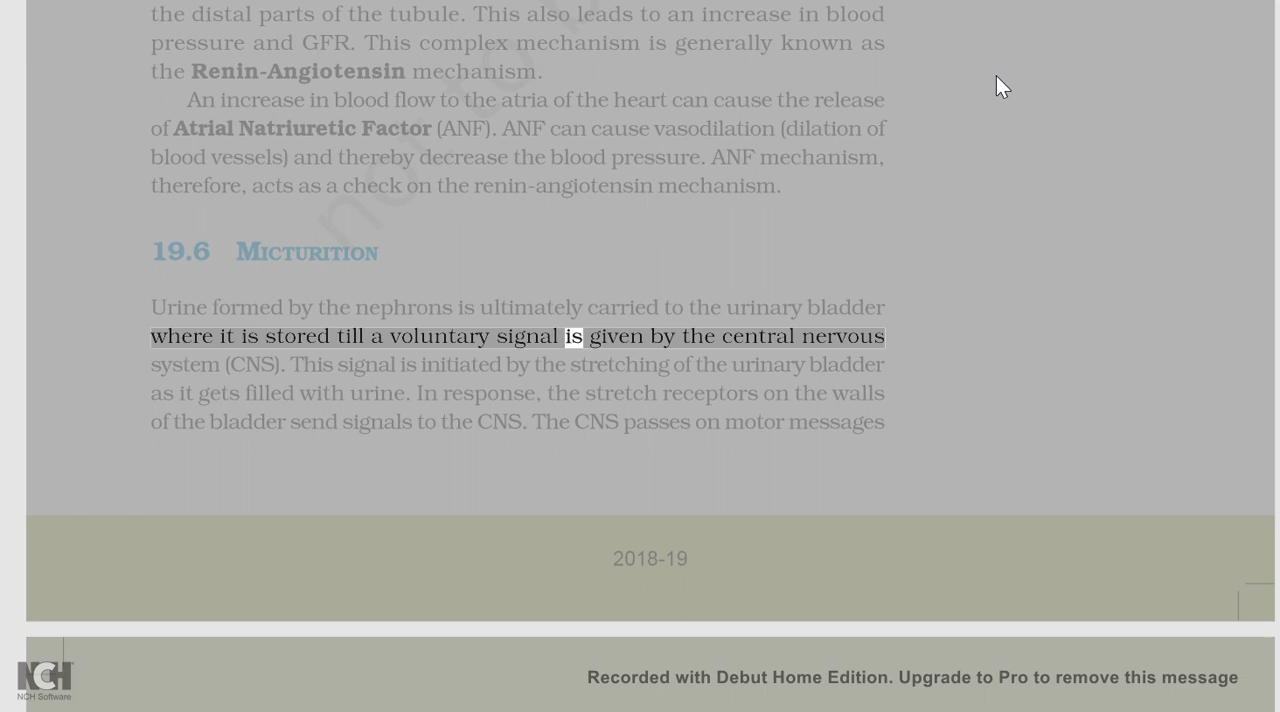 the distal parts of the tubule. This also leads to an increase in blood
pressure and GFR. This complex mechanism is generally known as
the Renin-Angiotensin mechanism.
An increase in blood flow to the atria of the heart can cause the release
of Atrial Natriuretic Factor (ANF). ANF can cause vasodilation (dilation of
blood vessels) and thereby decrease the blood pressure. ANF mechanism,
therefore, acts as a check on the renin-angiotensin mechanism.
19.6 MICTURITION
Urine formed by the nephrons is ultimately carried to the urinary bladder
where it is stored till a voluntary signal is given by the central nervous
system (CNS). This signal is initiated by the stretching of the urinary bladder
as it gets filled with urine. In response, the stretch receptors on the walls
of the bladder send signals to the CNS. The CNS passes on motor messages
2018-19
NCH
NCH Software
Recorded with Debut Home Edition. Upgrade to Pro to remove this message
not to b